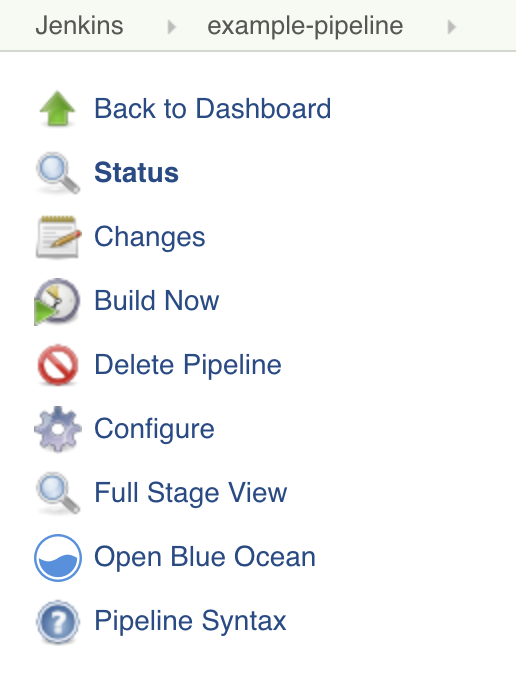 Jenkins example-pipeline
Back to Dashboard
Status
Changes
Build Now
Delete Pipeline
Configure
Full Stage View
Open Blue Ocean
Pipeline Syntax